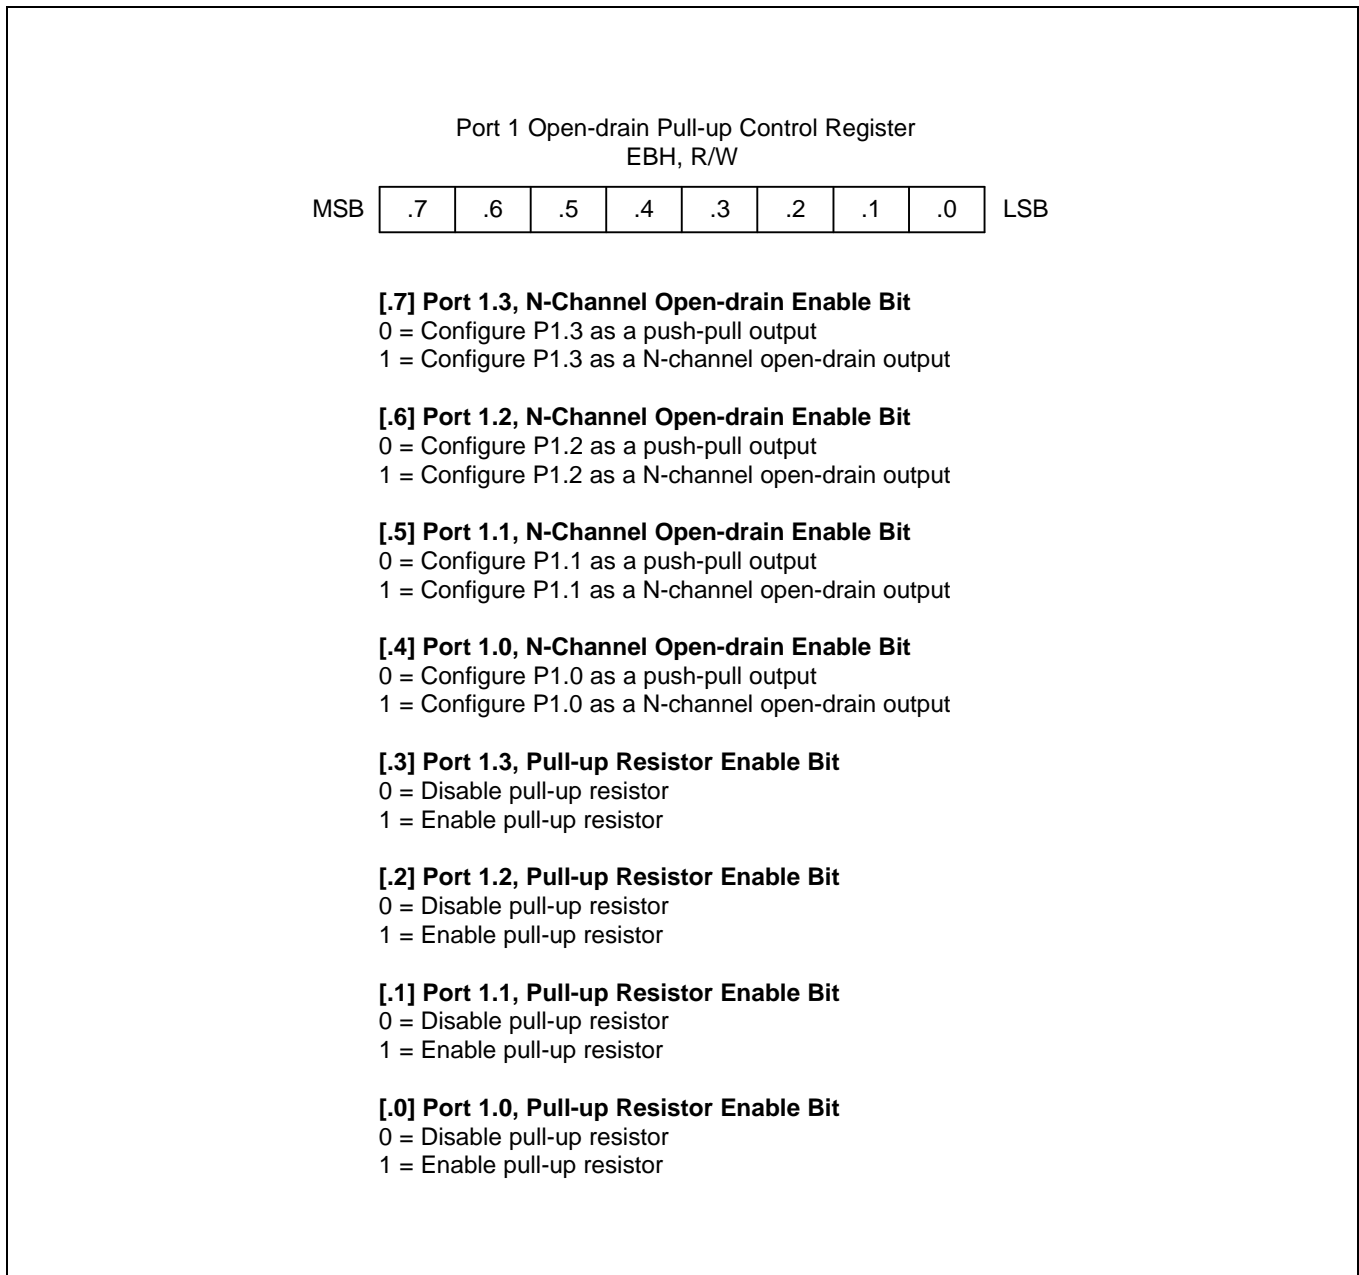 Port 1 Open-drain Pull-up Control Register
EBH, R/W
MSB .7 .6 .5 .4 .3 .2 .1 .0 LSB
[.7] Port 1.3, N-Channel Open-drain Enable Bit
0 = Configure P1.3 as a push-pull output
1 = Configure P1.3 as a N-channel open-drain output
[.6] Port 1.2, N-Channel Open-drain Enable Bit
0 = Configure P1.2 as a push-pull output
1 = Configure P1.2 as a N-channel open-drain output
[.5] Port 1.1, N-Channel Open-drain Enable Bit
0 = Configure P1.1 as a push-pull output
1 = Configure P1.1 as a N-channel open-drain output
[.4] Port 1.0, N-Channel Open-drain Enable Bit
0 = Configure P1.0 as a push-pull output
1 = Configure P1.0 as a N-channel open-drain output
[.3] Port 1.3, Pull-up Resistor Enable Bit
0 = Disable pull-up resistor
1 = Enable pull-up resistor
[.2] Port 1.2, Pull-up Resistor Enable Bit
0 = Disable pull-up resistor
1 = Enable pull-up resistor
[.1] Port 1.1, Pull-up Resistor Enable Bit
0 = Disable pull-up resistor
1 = Enable pull-up resistor
[.0] Port 1.0, Pull-up Resistor Enable Bit
0 = Disable pull-up resistor
1 = Enable pull-up resistor